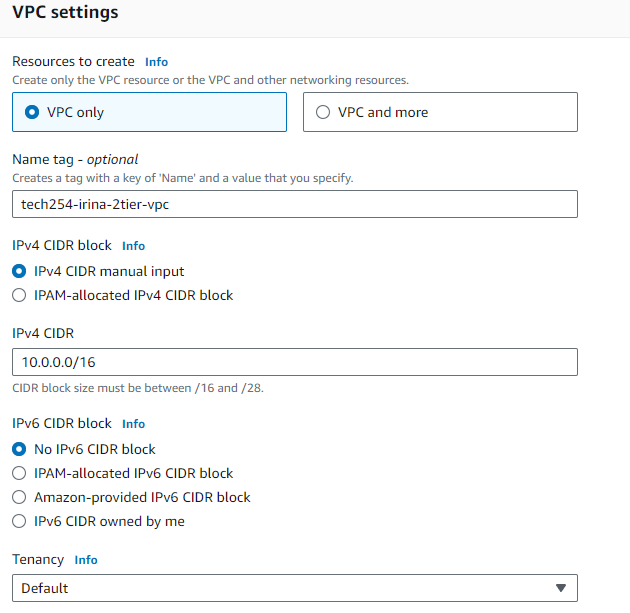 VPC settings
Resources to create Info
Create only the VPC resource or the VPC and other networking resources.
VPC only
VPC and more
Name tag - optional
Creates a tag with a key of 'Name' and a value that you specify.
tech254-irina-2tier-vpc
IPv4 CIDR block Info
IPv4 CIDR manual input
IPAM-allocated IPv4 CIDR block
IPv4 CIDR
10.0.0.0/16
CIDR block size must be between /16 and /28.
IPv6 CIDR block Info
No IPv6 CIDR block
IPAM-allocated IPv6 CIDR block
Amazon-provided IPv6 CIDR block
IPv6 CIDR owned by me
Tenancy Info
Default